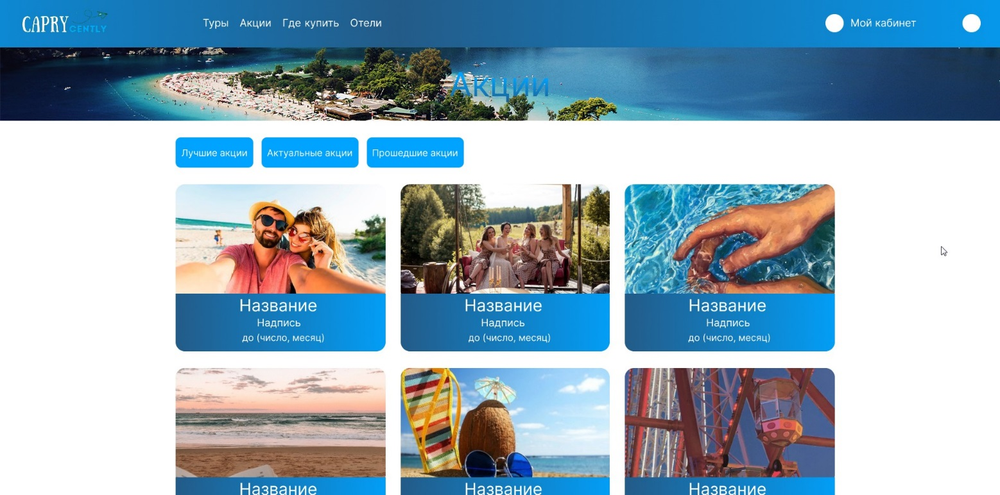 CAPRY CENTLY
Туры Акции Где купить Отели Мой кабинет
Акции
Лучшие акции Актуальные акции Прошедшие акции
Название Название Название
Надпись Надпись Надпись
до (число, месяц) до (число, месяц) до (число, месяц)
Название Название Название